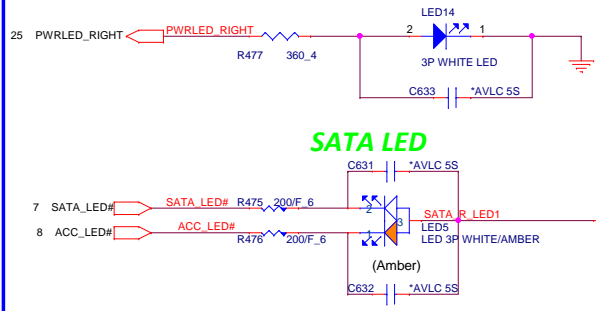 LED14
25 PWRLED_RIGHT PWRLED_RIGHT 2 1
R477 360_4 3P WHITE LED
C633 *AVLC 5S
SATA LED
C631 *AVLC 5S
7 SATA_LED# SATA_LED# R475 200/F_6 2 3 SATA_R_LED1
8 ACC_LED# ACC_LED# R476 200/F_6 1 LED5
LED 3P WHITE/AMBER
(Amber)
C632 *AVLC 5S